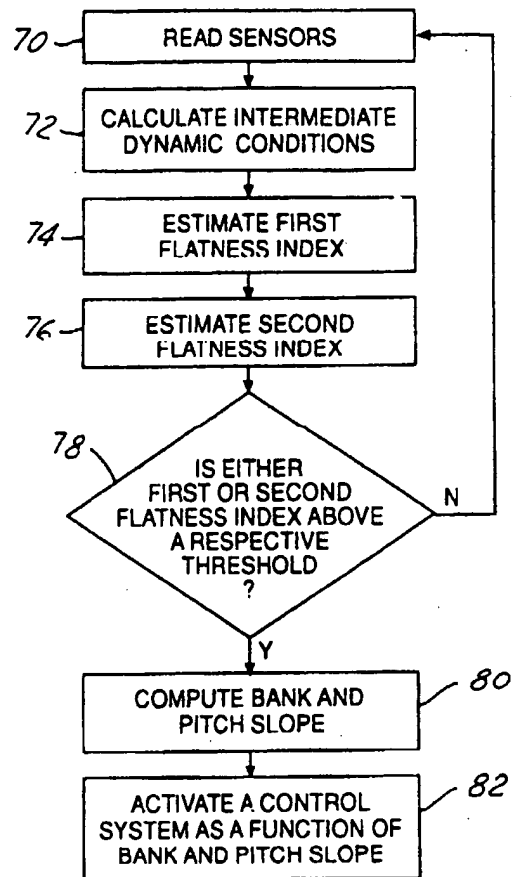 70
READ SENSORS
72
CALCULATE INTERMEDIATE
DYNAMIC CONDITIONS
74
ESTIMATE FIRST
FLATNESS INDEX
76
ESTIMATE SECOND
FLATNESS INDEX
78
IS EITHER
FIRST OR SECOND
FLATNESS INDEX ABOVE
A RESPECTIVE
THRESHOLD
?
N
Y
80
COMPUTE BANK AND
PITCH SLOPE
82
ACTIVATE A CONTROL
SYSTEM AS A FUNCTION OF
BANK AND PITCH SLOPE